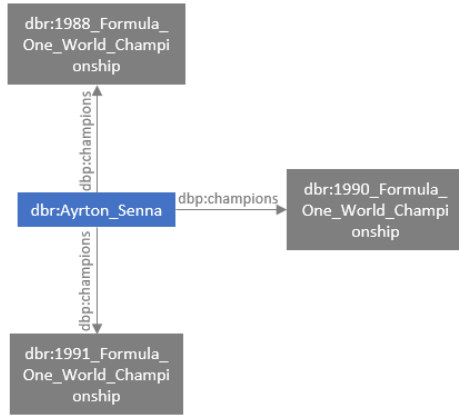 dbr:1988_Formula_
One_World_Champi
onship
dbp:champions
dbr:Ayrton_Senna
dbp:champions
dbr:1990_Formula_
One_World_Champi
onship
dbp:champions
dbr:1991_Formula_
One_World_Champi
onship